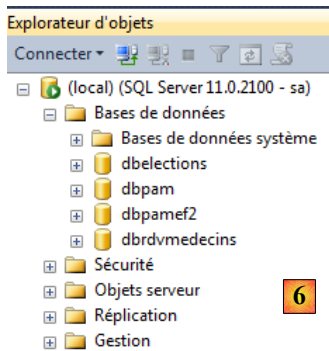 Explorateur d'objets
Connecter
(local) (SQL Server 11.0.2100 - sa)
Bases de données
Bases de données système
dbelections
dbpam
dbpamef2
dbrdvmedecins
Sécurité
Objets serveur
6
Réplication
Gestion